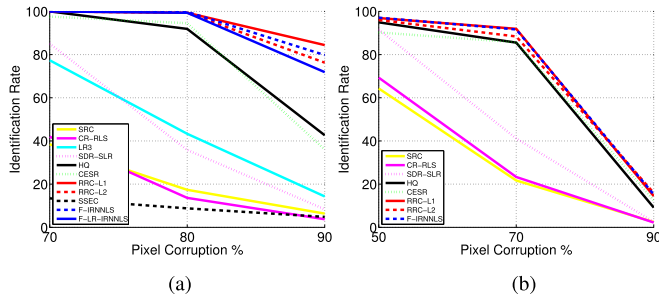 100
80
60
40
20
0
Identification Rate
SRC
CR-RLS
LR3
SDR-SLR
HQ
CESR
RRC-L1
RRC-L2
SSEC
F-IRNNLS
F-LR-IRNNLS
70 80 90
Pixel Corruption %
(a)
100
80
60
40
20
0
Identification Rate
SRC
CR-RLS
SDR-SLR
HQ
CESR
RRC-L1
RRC-L2
F-IRNNLS
50 70 90
Pixel Corruption %
(b)